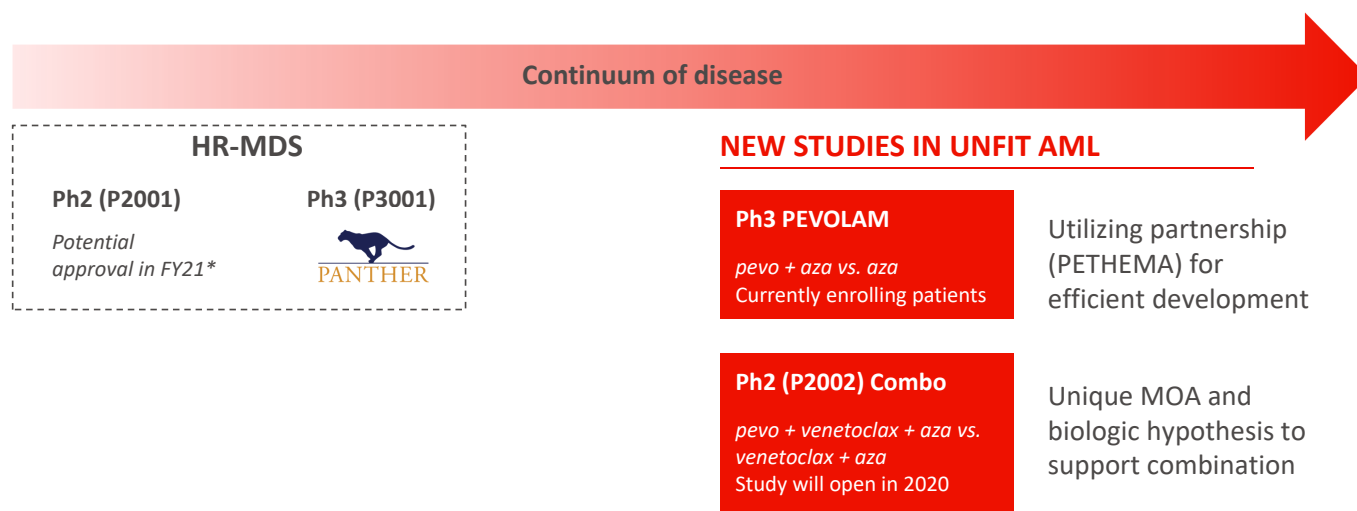 Continuum of disease
HR-MDS
Ph2 (P2001)
Potential
approval in FY21*
Ph3 (P3001)
PANTHER
NEW STUDIES IN UNFIT AML
Ph3 PEVOLAM
pevo + aza vs. aza
Currently enrolling patients
Utilizing partnership
(PETHEMA) for
efficient development
Ph2 (P2002) Combo
pevo + venetoclax + aza vs.
venetoclax + aza
Study will open in 2020
Unique MOA and
biologic hypothesis to
support combination